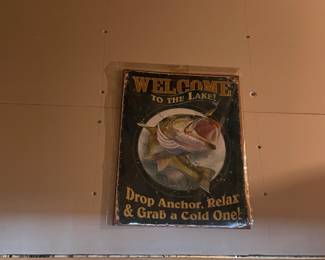 WELCOME
TO THE LAKE!
Drop Anchor, Relax
& Grab a Cold One!